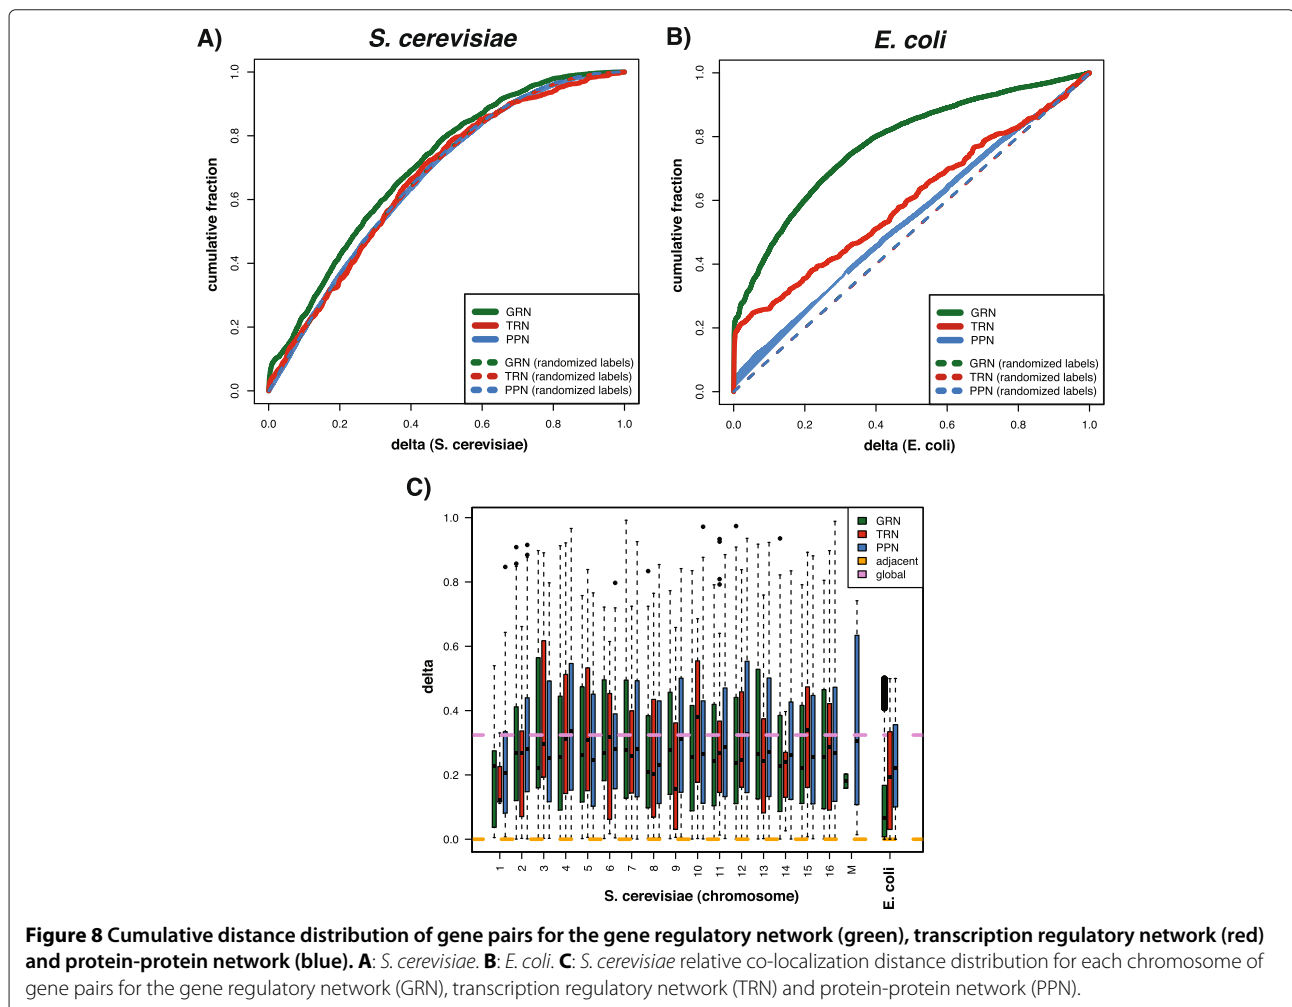 A)
S. cerevisiae
cumulative fraction
0.0
0.2
0.4
0.6
0.8
1.0
GRN
TRN
PPN
GRN (randomized labels)
TRN (randomized labels)
PPN (randomized labels)
0.0 0.2 0.4 0.6 0.8 1.0
delta (S. cerevisiae)
B)
E. coli
cumulative fraction
0.0
0.2
0.4
0.6
0.8
1.0
GRN
TRN
PPN
GRN (randomized labels)
TRN (randomized labels)
PPN (randomized labels)
0.0 0.2 0.4 0.6 0.8 1.0
delta (E. coli)
C)
delta
1.0
0.8
0.6
0.4
0.2
0.0
GRN
TRN
PPN
adjacent
global
1 2 3 4 5 6 7 8 9 10 11 12 13 14 15 16 M E. coli
S. cerevisiae (chromosome)
Figure 8 Cumulative distance distribution of gene pairs for the gene regulatory network (green), transcription regulatory network (red)
and protein-protein network (blue). A: S. cerevisiae. B: E. coli. C: S. cerevisiae relative co-localization distance distribution for each chromosome of
gene pairs for the gene regulatory network (GRN), transcription regulatory network (TRN) and protein-protein network (PPN).